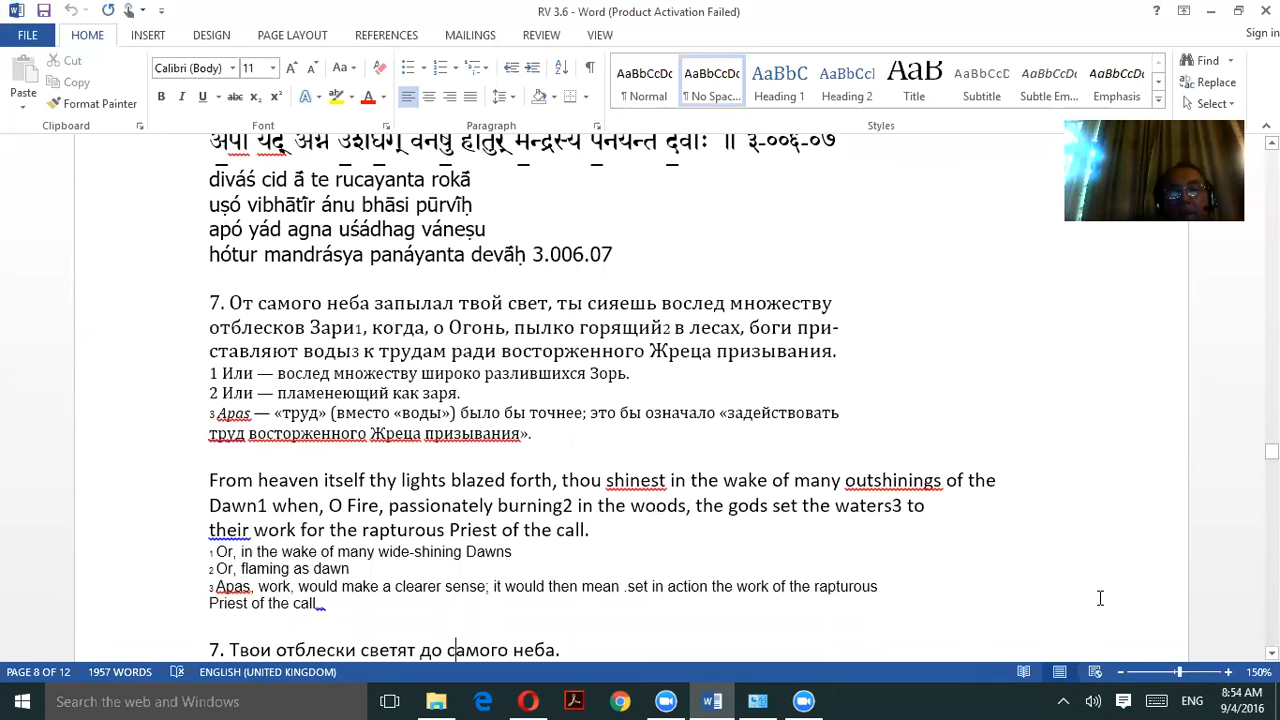 RV 3.6 - Word (Product Activation Failed)
FILE HOME INSERT DESIGN PAGE LAYOUT REFERENCES MAILINGS REVIEW VIEW Sign in
Cut
Copy
Format Painter
Paste
Calibri (Body) 11
AaBbCcDc AaBbCcDc AaBbC AaBbCc AaB AaBbCcD AaBbCcDc AaBbCcDc
¶ Normal ¶ No Spac... Heading 1 Heading 2 Title Subtitle Subtle Em... Emphasis
Find
Replace
Select
Clipboard Font Paragraph Styles Editing
diváś cid ā́ te rucayanta rokā́
uṣó vibhātī́r ánu bhāsi pūrvī́ḥ
apó yád agna uśádhag váneṣu
hótur mandrásya panáyanta devā́ḥ 3.006.07
7. От самого неба запылал твой свет, ты сияешь вослед множеству
отблесков Зари1, когда, о Огонь, пылко горящий2 в лесах, боги при-
ставляют воды3 к трудам ради восторженного Жреца призывания.
1 Или — вослед множеству широко разлившихся Зорь.
2 Или — пламенеющий как заря.
3 Apas — «труд» (вместо «воды») было бы точнее; это бы означало «задействовать
труд восторженного Жреца призывания».
From heaven itself thy lights blazed forth, thou shinest in the wake of many outshinings of the
Dawn1 when, O Fire, passionately burning2 in the woods, the gods set the waters3 to
their work for the rapturous Priest of the call.
1 Or, in the wake of many wide-shining Dawns
2 Or, flaming as dawn
3 Apas, work, would make a clearer sense; it would then mean .set in action the work of the rapturous
Priest of the call.
7. Твои отблески светят до самого неба.
PAGE 8 OF 12 1957 WORDS ENGLISH (UNITED KINGDOM) 150%
Search the web and Windows
ENG
8:54 AM
9/4/2016